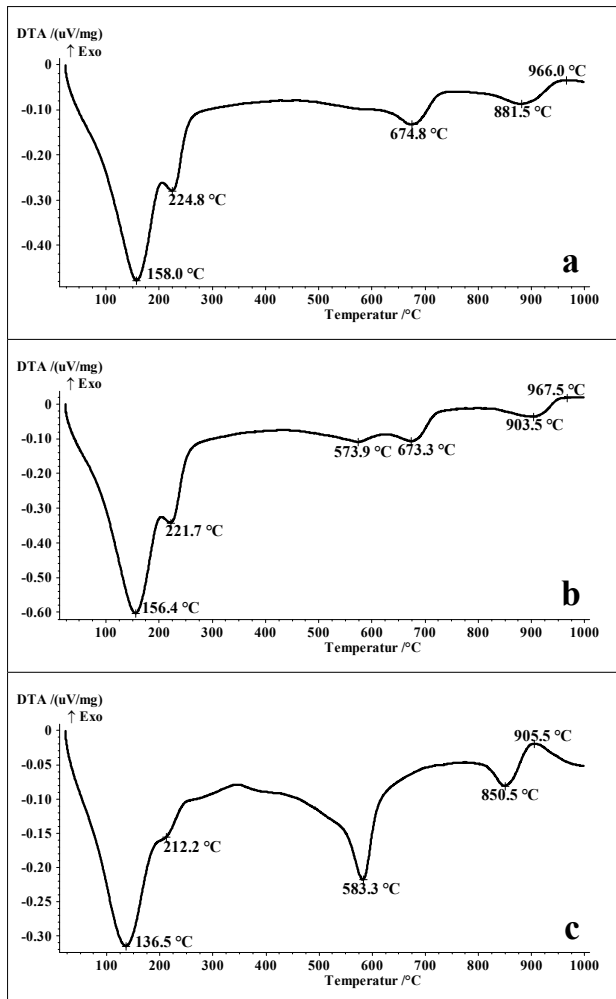 DTA /(uV/mg)
↑ Exo
966.0 °C
0
-0.10
881.5 °C
674.8 °C
-0.20
224.8 °C
-0.30
-0.40
158.0 °C
a
100 200 300 400 500 600 700 800 900 1000
Temperatur /°C
DTA /(uV/mg)
↑ Exo
967.5 °C
0
903.5 °C
-0.10
573.9 °C 673.3 °C
-0.20
-0.30
221.7 °C
-0.40
-0.50
-0.60
156.4 °C
b
100 200 300 400 500 600 700 800 900 1000
Temperatur /°C
DTA /(uV/mg)
↑ Exo
905.5 °C
0
-0.05
850.5 °C
-0.10
-0.15
212.2 °C
-0.20
583.3 °C
-0.25
-0.30
136.5 °C
c
100 200 300 400 500 600 700 800 900 1000
Temperatur /°C